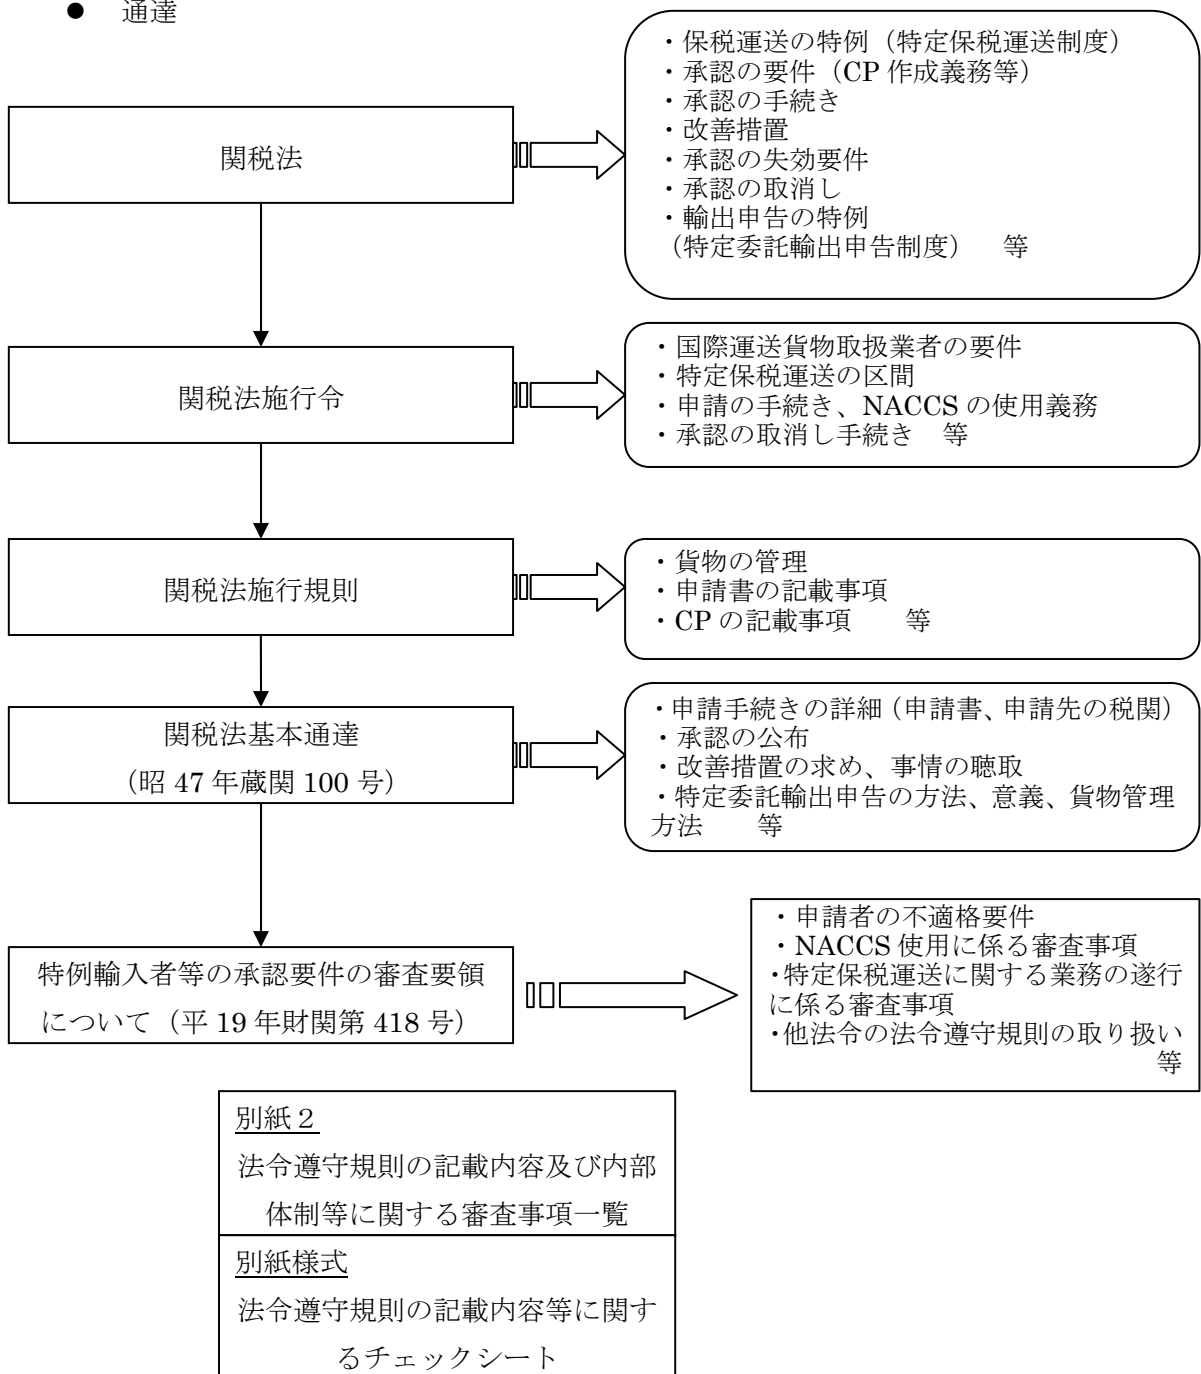 ● 通達
関税法
・保税運送の特例（特定保税運送制度）
・承認の要件（CP 作成義務等）
・承認の手続き
・改善措置
・承認の失効要件
・承認の取消し
・輸出申告の特例
（特定委託輸出申告制度） 等
関税法施行令
・国際運送貨物取扱業者の要件
・特定保税運送の区間
・申請の手続き、NACCS の使用義務
・承認の取消し手続き 等
関税法施行規則
・貨物の管理
・申請書の記載事項
・CP の記載事項 等
関税法基本通達
（昭 47 年蔵関 100 号）
・申請手続きの詳細（申請書、申請先の税関）
・承認の公布
・改善措置の求め、事情の聴取
・特定委託輸出申告の方法、意義、貨物管理
方法 等
特例輸入者等の承認要件の審査要領
について（平 19 年財関第 418 号）
・申請者の不適格要件
・NACCS 使用に係る審査事項
・特定保税運送に関する業務の遂行
に係る審査事項
・他法令の法令遵守規則の取り扱い
等
別紙２
法令遵守規則の記載内容及び内部
体制等に関する審査事項一覧
別紙様式
法令遵守規則の記載内容等に関す
るチェックシート